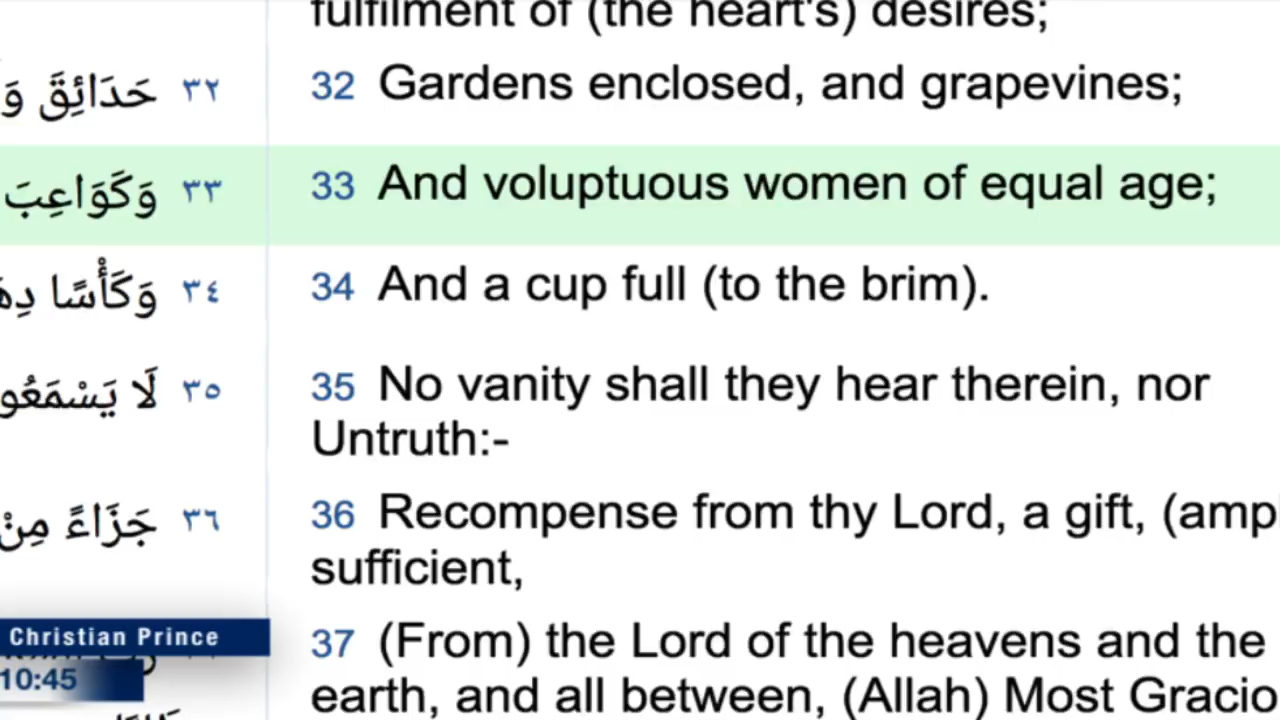 fulfilment of (the heart's) desires;
٣٢ حَدَائِقَ
32 Gardens enclosed, and grapevines;
٣٣ وَكَوَاعِبَ
33 And voluptuous women of equal age;
٣٤ وَكَأْسًا
34 And a cup full (to the brim).
٣٥ لَا
35 No vanity shall they hear therein, nor
Untruth:-
٣٦ جَزَاءً مِنْ
36 Recompense from thy Lord, a gift, (ampl
sufficient,
Christian Prince
10:45
37 (From) the Lord of the heavens and the
earth, and all between, (Allah) Most Gracio